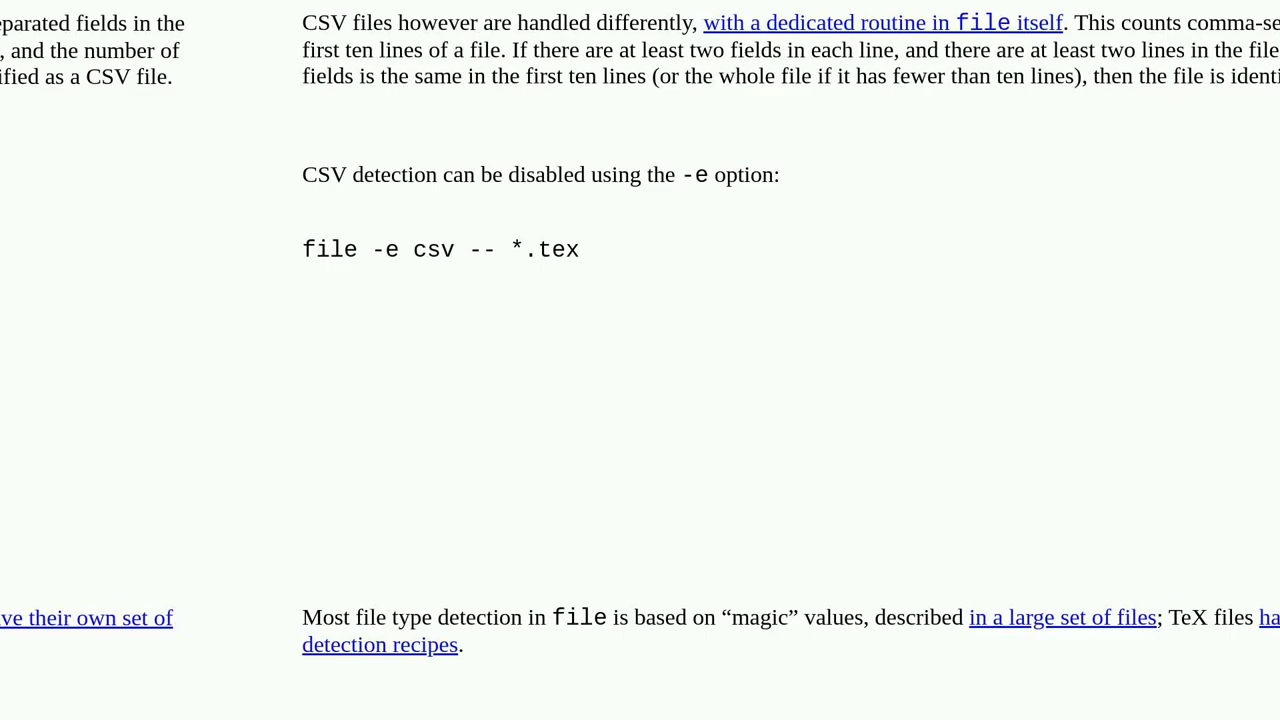 eparated fields in the
, and the number of
ified as a CSV file.
CSV files however are handled differently, with a dedicated routine in file itself. This counts comma-se
first ten lines of a file. If there are at least two fields in each line, and there are at least two lines in the file
fields is the same in the first ten lines (or the whole file if it has fewer than ten lines), then the file is identi
CSV detection can be disabled using the -e option:
file -e csv -- *.tex
ve their own set of
Most file type detection in file is based on “magic” values, described in a large set of files; TeX files ha
detection recipes.